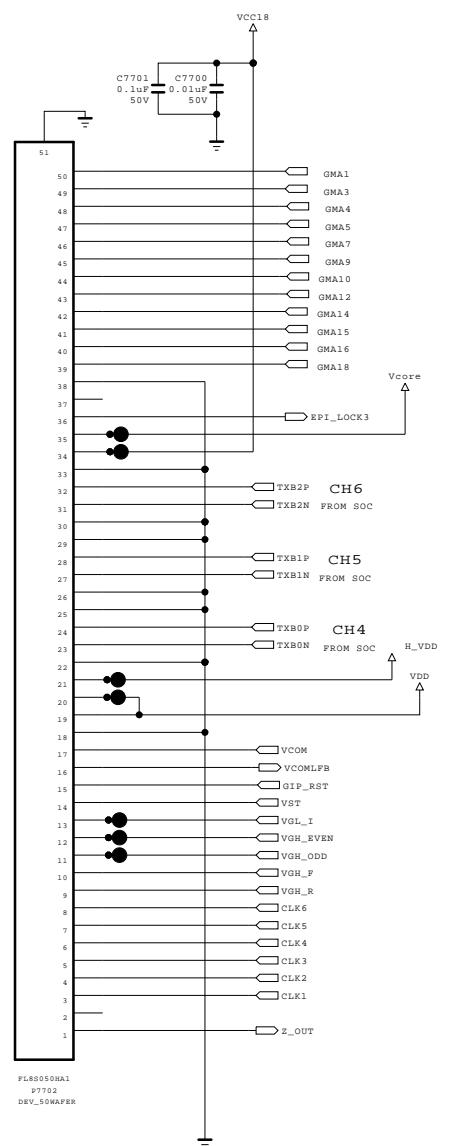 VCC18
C7701 C7700
0.1uF 0.01uF
50V 50V
51
50 GMA1
49 GMA3
48 GMA4
47 GMA5
46 GMA7
45 GMA9
44 GMA10
43 GMA12
42 GMA14
41 GMA15
40 GMA16
39 GMA18
38 Vcore
37
36 EPI_LOCK3
35
34
33
32 TXB2P CH6
31 TXB2N FROM SOC
30
29
28 TXB1P CH5
27 TXB1N FROM SOC
26
25
24 TXB0P CH4
23 TXB0N FROM SOC H_VDD
22
21 VDD
20
19
18
17 VCOM
16 VCOMLFB
15 GIP_RST
14 VST
13 VGL_I
12 VGH_EVEN
11 VGH_ODD
10 VGH_F
9 VGH_R
8 CLK6
7 CLK5
6 CLK4
5 CLK3
4 CLK2
3 CLK1
2
1 Z_OUT
FL8S050HA1
P7702
DEV_50WAFER